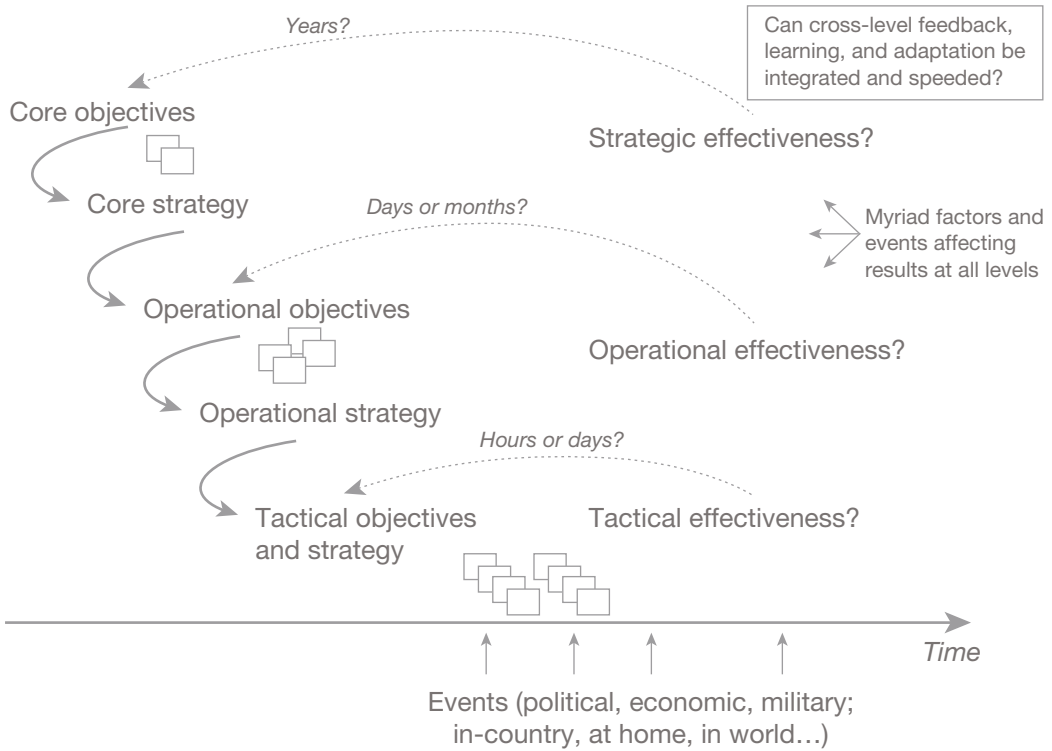 Years?
Can cross-level feedback,
learning, and adaptation be
integrated and speeded?
Core objectives
Strategic effectiveness?
Core strategy
Days or months?
Myriad factors and
events affecting
results at all levels
Operational objectives
Operational effectiveness?
Operational strategy
Hours or days?
Tactical objectives
and strategy
Tactical effectiveness?
Time
Events (political, economic, military;
in-country, at home, in world…)